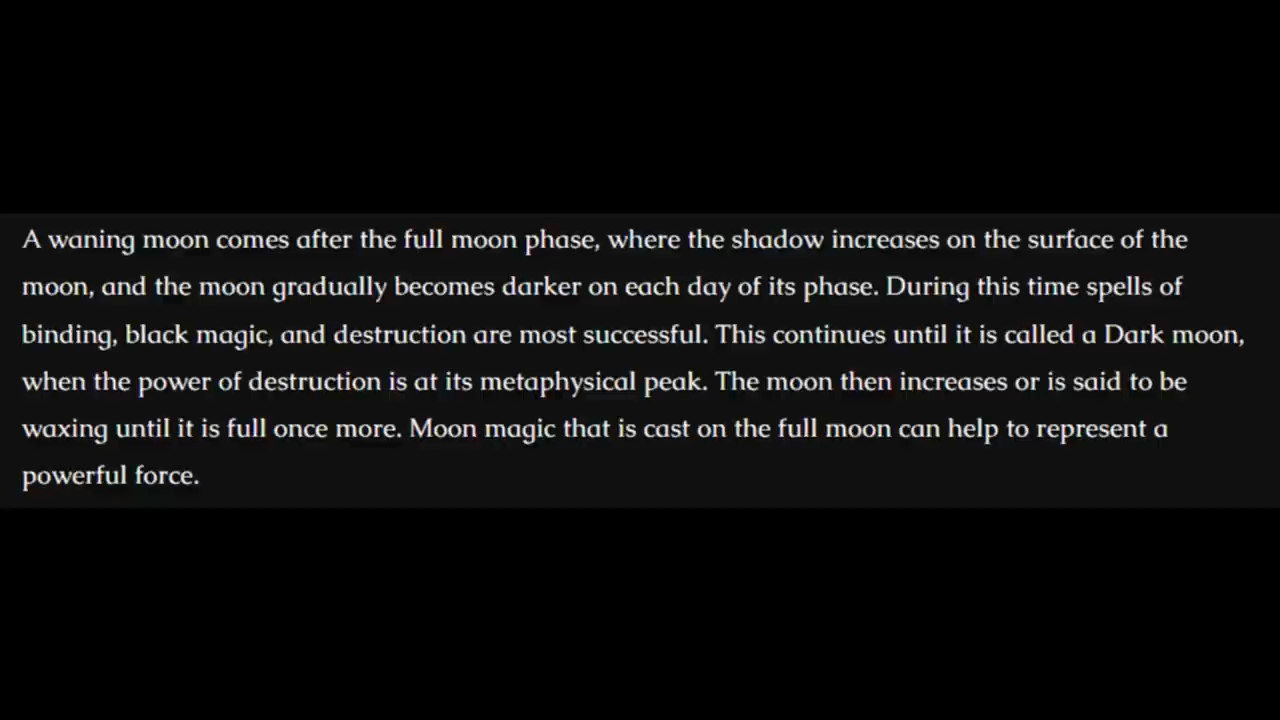 A waning moon comes after the full moon phase, where the shadow increases on the surface of the
moon, and the moon gradually becomes darker on each day of its phase. During this time spells of
binding, black magic, and destruction are most successful. This continues until it is called a Dark moon,
when the power of destruction is at its metaphysical peak. The moon then increases or is said to be
waxing until it is full once more. Moon magic that is cast on the full moon can help to represent a
powerful force.